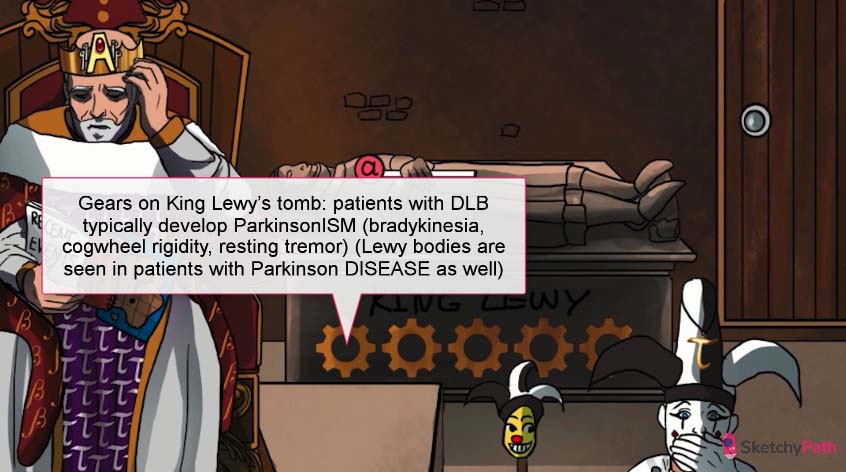 A
@
Gears on King Lewy's tomb: patients with DLB
typically develop ParkinsonISM (bradykinesia,
cogwheel rigidity, resting tremor) (Lewy bodies are
seen in patients with Parkinson DISEASE as well)
RECENT
EVENTS
KING LEWY
τ
SketchyPath